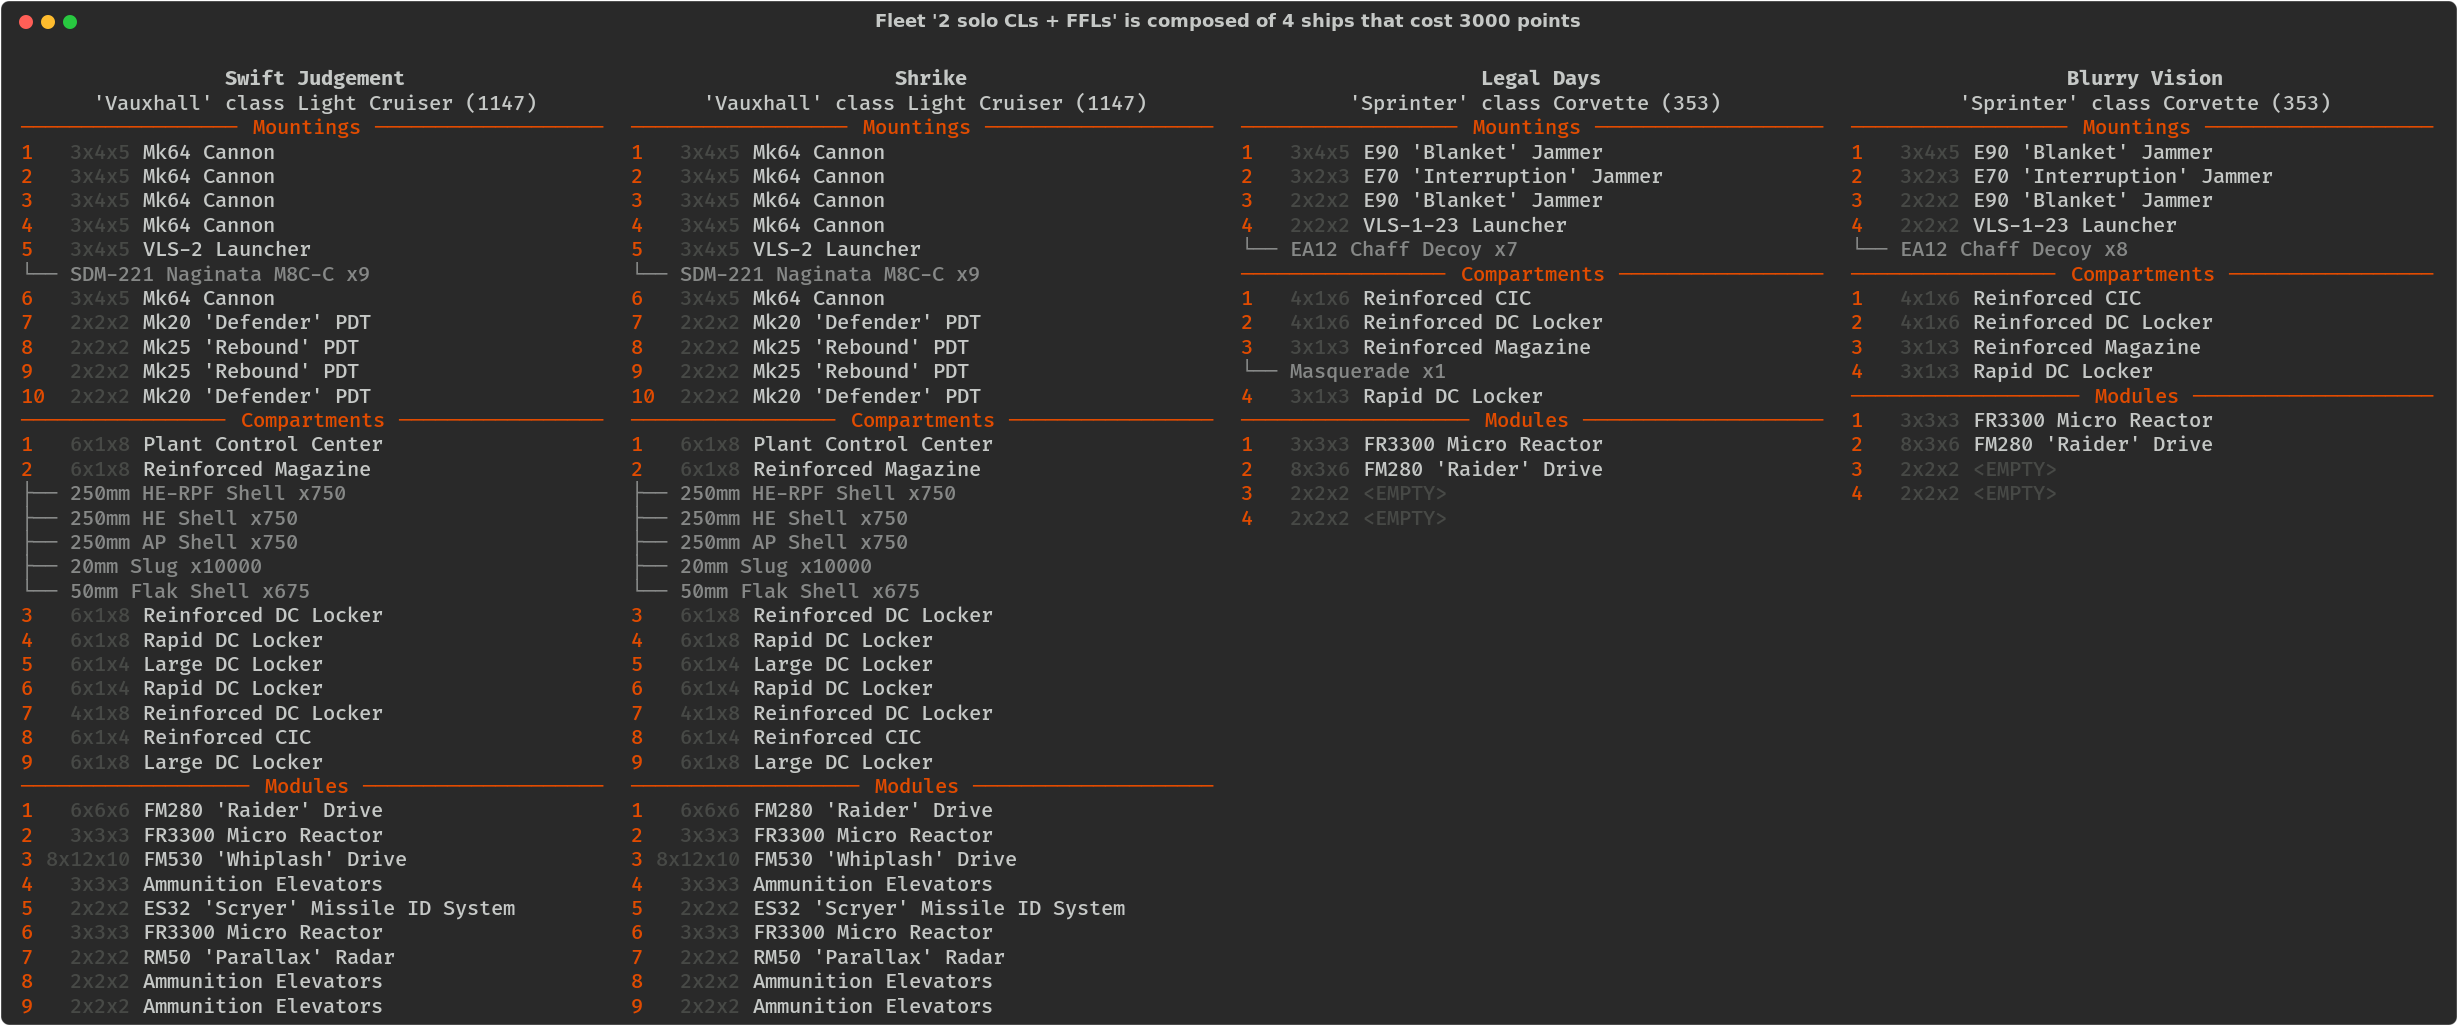 Fleet '2 solo CLs + FFLs' is composed of 4 ships that cost 3000 points
Swift Judgement
'Vauxhall' class Light Cruiser (1147)
Mountings
1 3x4x5 Mk64 Cannon
2 3x4x5 Mk64 Cannon
3 3x4x5 Mk64 Cannon
4 3x4x5 Mk64 Cannon
5 3x4x5 VLS-2 Launcher
SDM-221 Naginata M8C-C x9
6 3x4x5 Mk64 Cannon
7 2x2x2 Mk20 'Defender' PDT
8 2x2x2 Mk25 'Rebound' PDT
9 2x2x2 Mk25 'Rebound' PDT
10 2x2x2 Mk20 'Defender' PDT
Compartments
1 6x1x8 Plant Control Center
2 6x1x8 Reinforced Magazine
250mm HE-RPF Shell x750
250mm HE Shell x750
250mm AP Shell x750
20mm Slug x10000
50mm Flak Shell x675
3 6x1x8 Reinforced DC Locker
4 6x1x8 Rapid DC Locker
5 6x1x4 Large DC Locker
6 6x1x4 Rapid DC Locker
7 4x1x8 Reinforced DC Locker
8 6x1x4 Reinforced CIC
9 6x1x8 Large DC Locker
Modules
1 6x6x6 FM280 'Raider' Drive
2 3x3x3 FR3300 Micro Reactor
3 8x12x10 FM530 'Whiplash' Drive
4 3x3x3 Ammunition Elevators
5 2x2x2 ES32 'Scryer' Missile ID System
6 3x3x3 FR3300 Micro Reactor
7 2x2x2 RM50 'Parallax' Radar
8 2x2x2 Ammunition Elevators
9 2x2x2 Ammunition Elevators
Shrike
'Vauxhall' class Light Cruiser (1147)
Mountings
1 3x4x5 Mk64 Cannon
2 3x4x5 Mk64 Cannon
3 3x4x5 Mk64 Cannon
4 3x4x5 Mk64 Cannon
5 3x4x5 VLS-2 Launcher
SDM-221 Naginata M8C-C x9
6 3x4x5 Mk64 Cannon
7 2x2x2 Mk20 'Defender' PDT
8 2x2x2 Mk25 'Rebound' PDT
9 2x2x2 Mk25 'Rebound' PDT
10 2x2x2 Mk20 'Defender' PDT
Compartments
1 6x1x8 Plant Control Center
2 6x1x8 Reinforced Magazine
250mm HE-RPF Shell x750
250mm HE Shell x750
250mm AP Shell x750
20mm Slug x10000
50mm Flak Shell x675
3 6x1x8 Reinforced DC Locker
4 6x1x8 Rapid DC Locker
5 6x1x4 Large DC Locker
6 6x1x4 Rapid DC Locker
7 4x1x8 Reinforced DC Locker
8 6x1x4 Reinforced CIC
9 6x1x8 Large DC Locker
Modules
1 6x6x6 FM280 'Raider' Drive
2 3x3x3 FR3300 Micro Reactor
3 8x12x10 FM530 'Whiplash' Drive
4 3x3x3 Ammunition Elevators
5 2x2x2 ES32 'Scryer' Missile ID System
6 3x3x3 FR3300 Micro Reactor
7 2x2x2 RM50 'Parallax' Radar
8 2x2x2 Ammunition Elevators
9 2x2x2 Ammunition Elevators
Legal Days
'Sprinter' class Corvette (353)
Mountings
1 3x4x5 E90 'Blanket' Jammer
2 3x2x3 E70 'Interruption' Jammer
3 2x2x2 E90 'Blanket' Jammer
4 2x2x2 VLS-1-23 Launcher
EA12 Chaff Decoy x7
Compartments
1 4x1x6 Reinforced CIC
2 4x1x6 Reinforced DC Locker
3 3x1x3 Reinforced Magazine
Masquerade x1
4 3x1x3 Rapid DC Locker
Modules
1 3x3x3 FR3300 Micro Reactor
2 8x3x6 FM280 'Raider' Drive
3 2x2x2 <EMPTY>
4 2x2x2 <EMPTY>
Blurry Vision
'Sprinter' class Corvette (353)
Mountings
1 3x4x5 E90 'Blanket' Jammer
2 3x2x3 E70 'Interruption' Jammer
3 2x2x2 E90 'Blanket' Jammer
4 2x2x2 VLS-1-23 Launcher
EA12 Chaff Decoy x8
Compartments
1 4x1x6 Reinforced CIC
2 4x1x6 Reinforced DC Locker
3 3x1x3 Reinforced Magazine
4 3x1x3 Rapid DC Locker
Modules
1 3x3x3 FR3300 Micro Reactor
2 8x3x6 FM280 'Raider' Drive
3 2x2x2 <EMPTY>
4 2x2x2 <EMPTY>